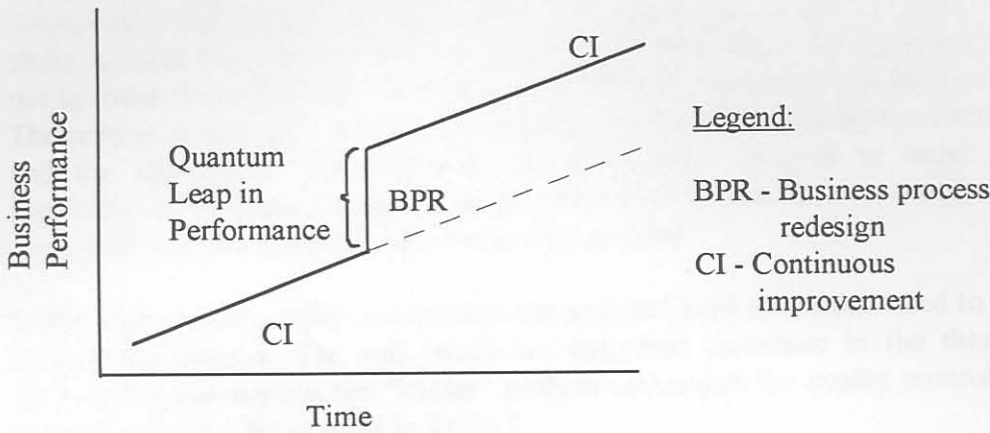 CI
Quantum
Leap in
Performance
BPR
CI
Business
Performance
Time
Legend:
BPR - Business process
redesign
CI - Continuous
improvement